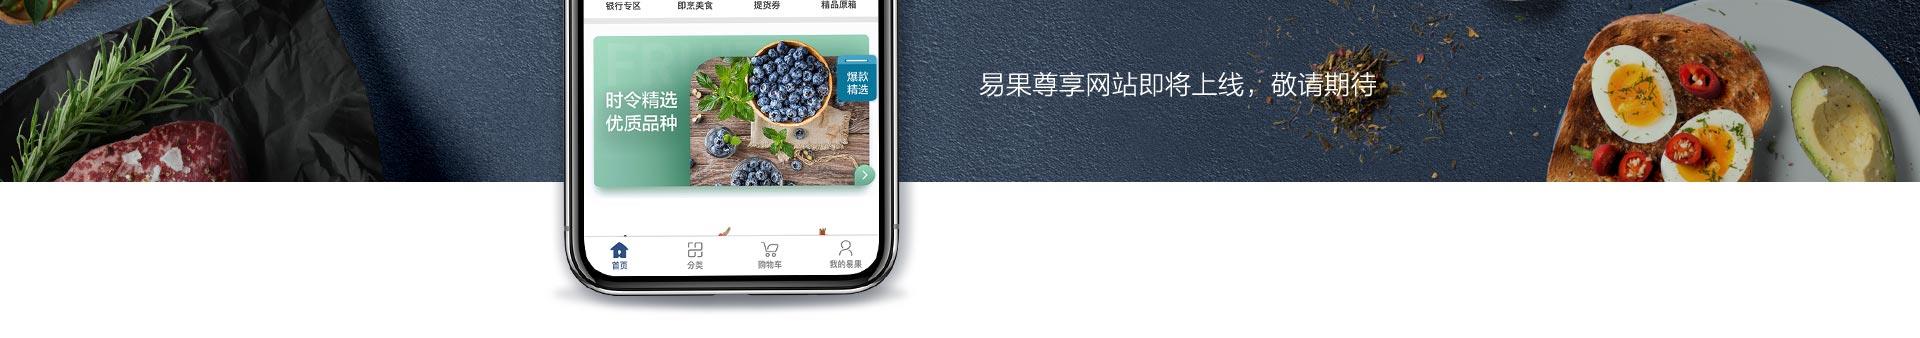 银行专区 即烹美食 提货券 精品原箱
FR
时令精选
优质品种
爆款
精选
易果尊享网站即将上线，敬请期待
首页 分类 购物车 我的易果